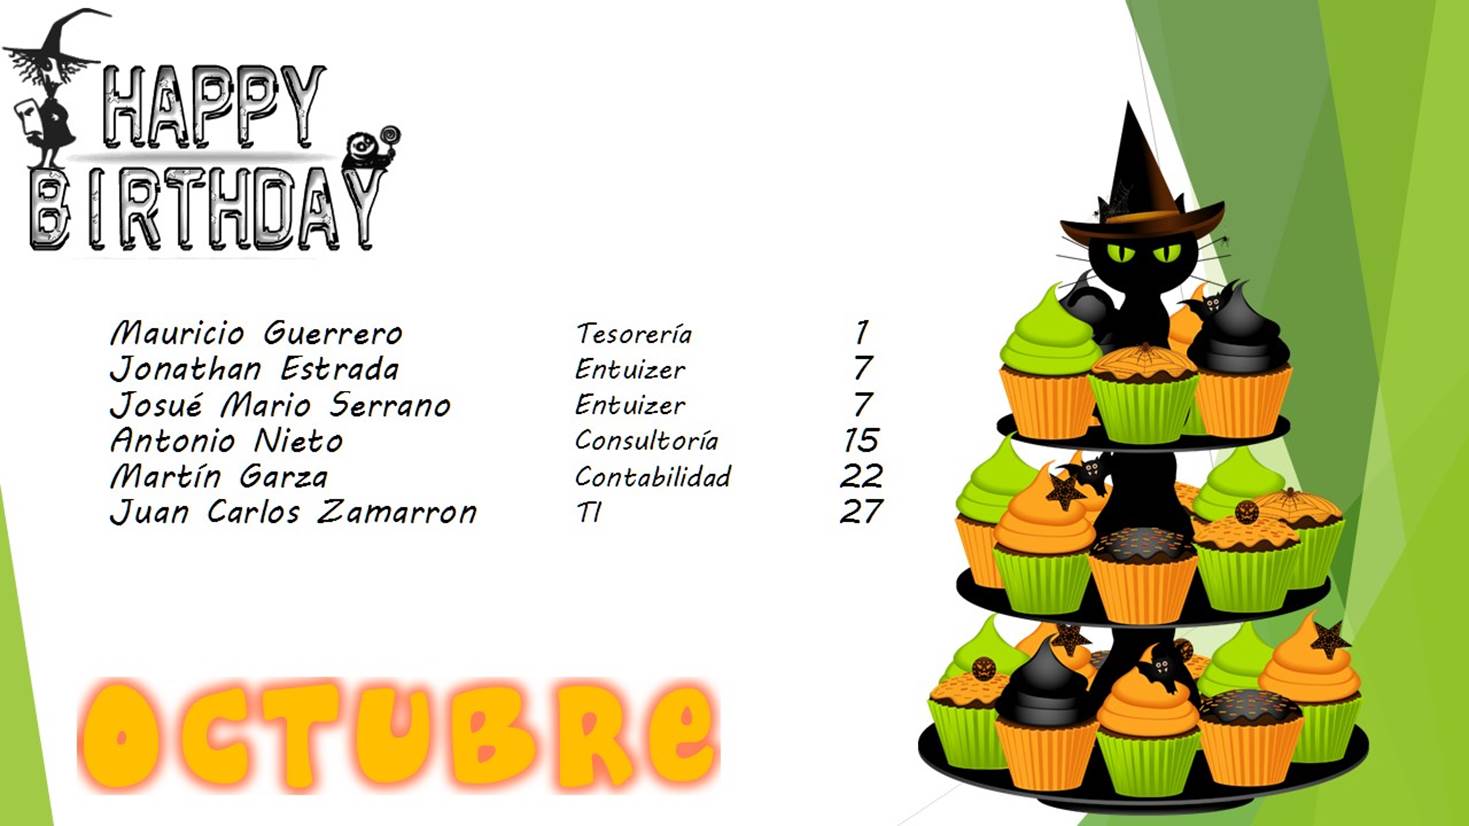 HAPPY
BIRTHDAY
Mauricio Guerrero Tesorería 1
Jonathan Estrada Entuizer 7
Josué Mario Serrano Entuizer 7
Antonio Nieto Consultoría 15
Martín Garza Contabilidad 22
Juan Carlos Zamarron TI 27
OCTUBRe